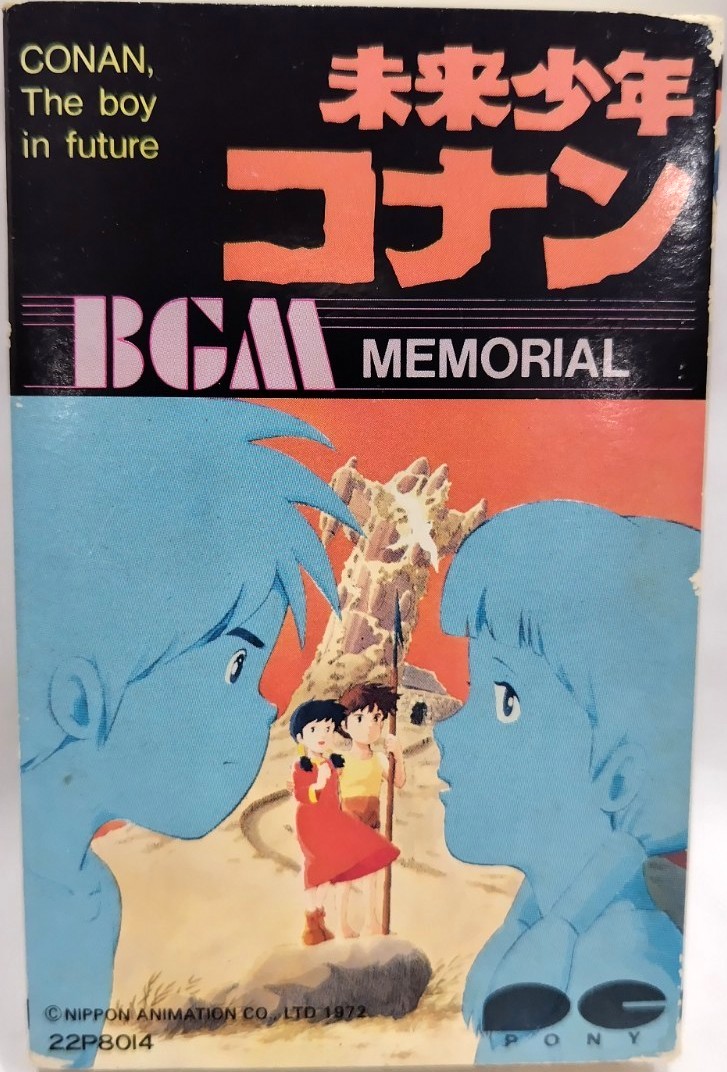 CONAN,
The boy
in future
未来少年
コナン
BGM MEMORIAL
© NIPPON ANIMATION CO., LTD 1972
22P8014
PONY